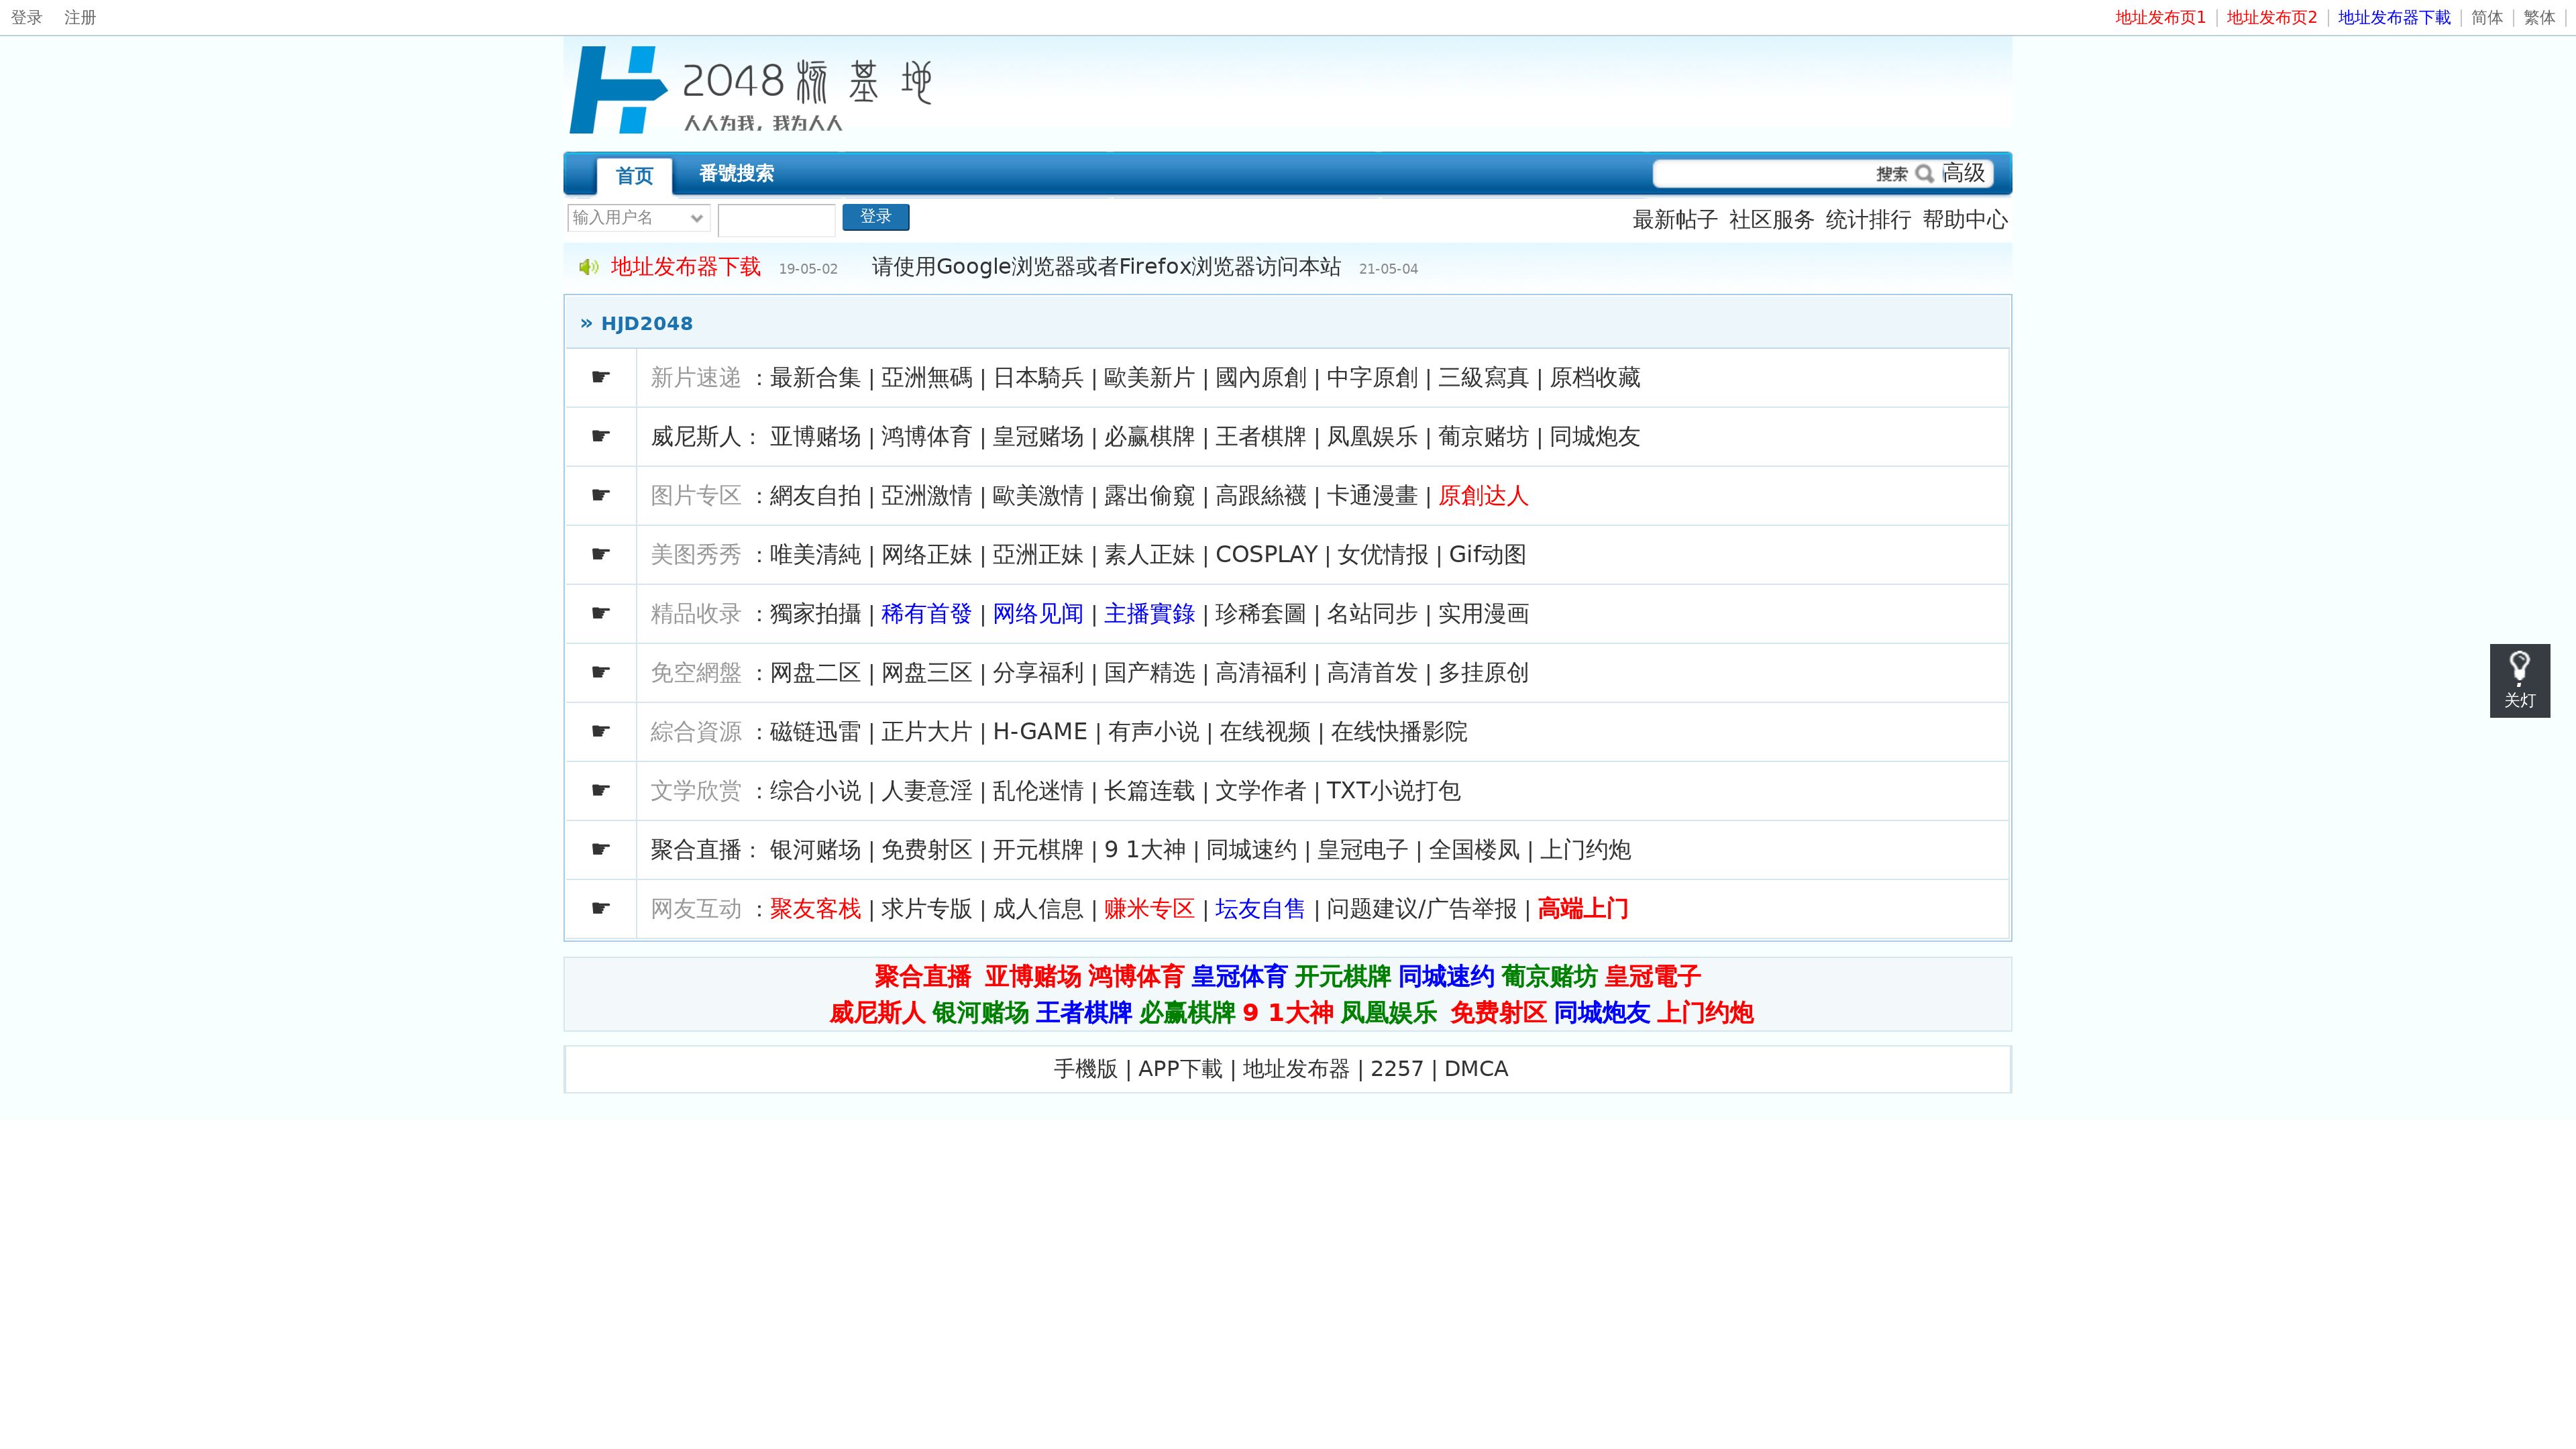 登录 注册 地址发布页1 | 地址发布页2 | 地址发布器下載 | 简体 | 繁体 |
2048核基地
人人为我，我为人人
首页 番號搜索 搜索 高级
输入用户名 登录 最新帖子 社区服务 统计排行 帮助中心
地址发布器下载 19-05-02 请使用Google浏览器或者Firefox浏览器访问本站 21-05-04
» HJD2048
☛ 新片速递 ：最新合集 | 亞洲無碼 | 日本騎兵 | 歐美新片 | 國內原創 | 中字原創 | 三級寫真 | 原档收藏
☛ 威尼斯人： 亚博赌场 | 鸿博体育 | 皇冠赌场 | 必赢棋牌 | 王者棋牌 | 凤凰娱乐 | 葡京赌坊 | 同城炮友
☛ 图片专区 ：網友自拍 | 亞洲激情 | 歐美激情 | 露出偷窺 | 高跟絲襪 | 卡通漫畫 | 原創达人
☛ 美图秀秀 ：唯美清純 | 网络正妹 | 亞洲正妹 | 素人正妹 | COSPLAY | 女优情报 | Gif动图
☛ 精品收录 ：獨家拍攝 | 稀有首發 | 网络见闻 | 主播實錄 | 珍稀套圖 | 名站同步 | 实用漫画
☛ 免空網盤 ：网盘二区 | 网盘三区 | 分享福利 | 国产精选 | 高清福利 | 高清首发 | 多挂原创
☛ 綜合資源 ：磁链迅雷 | 正片大片 | H-GAME | 有声小说 | 在线视频 | 在线快播影院
☛ 文学欣赏 ：综合小说 | 人妻意淫 | 乱伦迷情 | 长篇连载 | 文学作者 | TXT小说打包
☛ 聚合直播： 银河赌场 | 免费射区 | 开元棋牌 | 9 1大神 | 同城速约 | 皇冠电子 | 全国楼凤 | 上门约炮
☛ 网友互动 ：聚友客栈 | 求片专版 | 成人信息 | 赚米专区 | 坛友自售 | 问题建议/广告举报 | 高端上门
关灯
聚合直播 亚博赌场 鸿博体育 皇冠体育 开元棋牌 同城速约 葡京赌坊 皇冠電子
威尼斯人 银河赌场 王者棋牌 必赢棋牌 9 1大神 凤凰娱乐 免费射区 同城炮友 上门约炮
手機版 | APP下載 | 地址发布器 | 2257 | DMCA